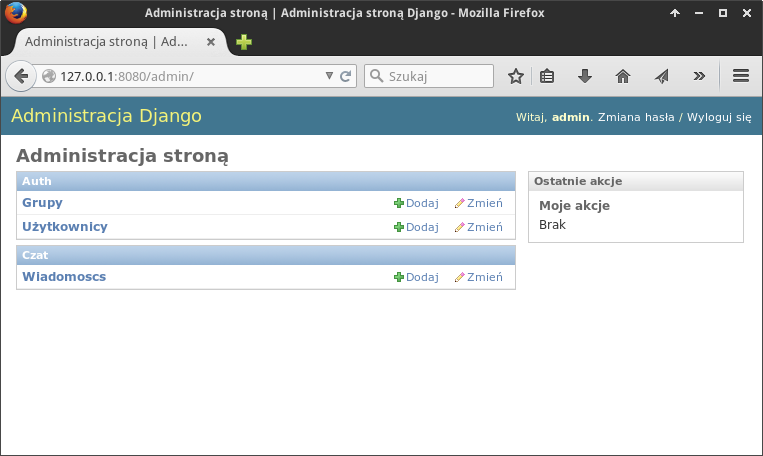 Administracja stroną | Administracja stroną Django - Mozilla Firefox
Administracja stroną | Ad...
127.0.0.1:8080/admin/
Szukaj
Administracja Django
Witaj, admin. Zmiana hasła / Wyloguj się
Administracja stroną
Auth
Grupy Dodaj Zmień
Użytkownicy Dodaj Zmień
Czat
Wiadomoscs Dodaj Zmień
Ostatnie akcje
Moje akcje
Brak